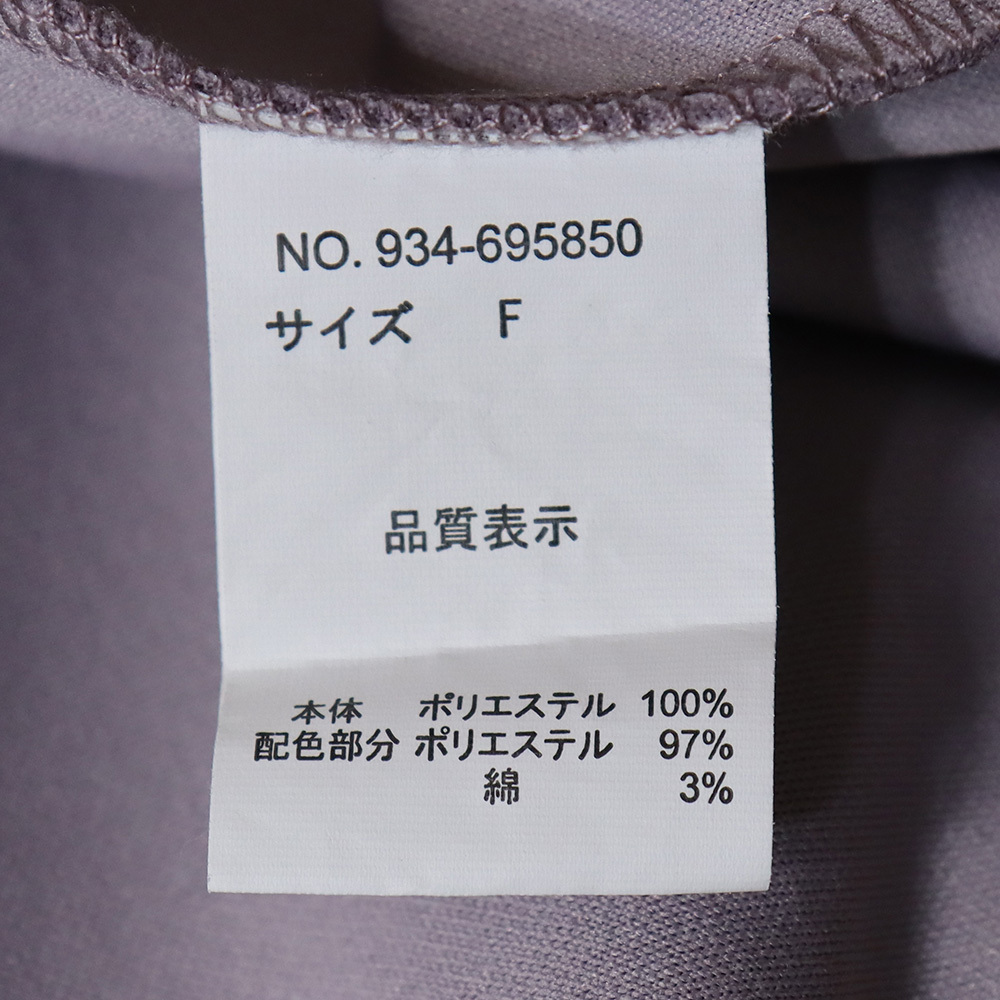 NO. 934-695850
サイズ F
品質表示
本体 ポリエステル 100%
配色部分 ポリエステル 97%
綿 3%